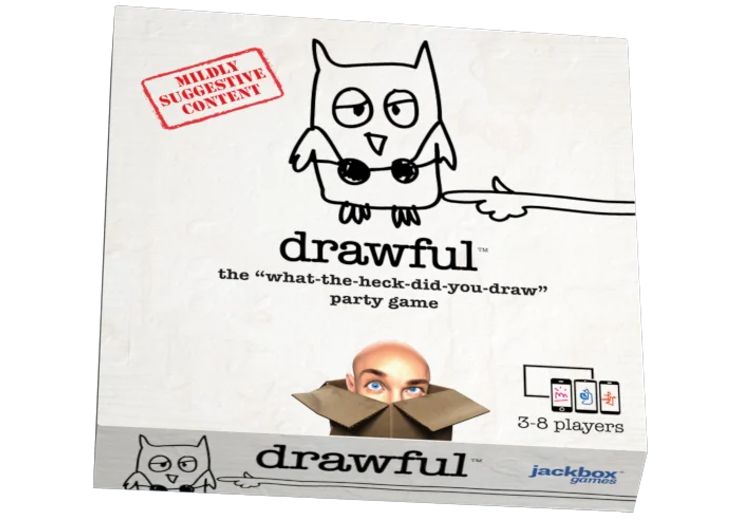 MILDLY
SUGGESTIVE
CONTENT
drawful™
the “what-the-heck-did-you-draw”
party game
3-8 players
drawful™
jackbox
games